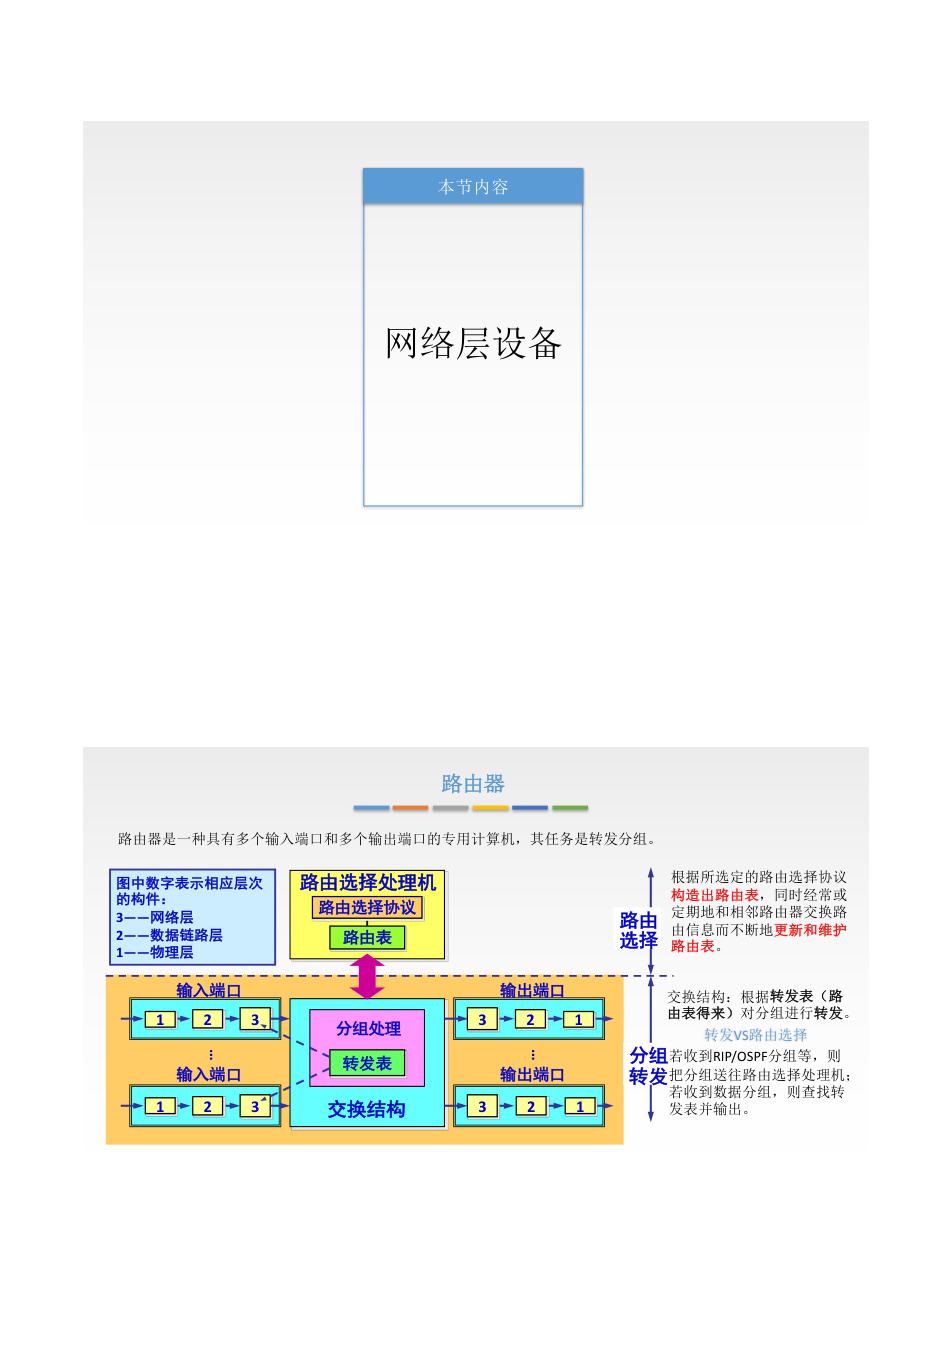 本节内容
网络层设备
路由器
路由器是一种具有多个输入端口和多个输出端口的专用计算机，其任务是转发分组。
图中数字表示相应层次
的构件：
3——网络层
2——数据链路层
1——物理层
路由选择处理机
路由选择协议
路由表
路由
选择
根据所选定的路由选择协议
构造出路由表，同时经常或
定期地和相邻路由器交换路
由信息而不断地更新和维护
路由表。
输入端口
1 2 3
⋮
输入端口
1 2 3
分组处理
转发表
交换结构
输出端口
3 2 1
⋮
输出端口
3 2 1
分组
转发
交换结构：根据转发表（路
由表得来）对分组进行转发。
转发VS路由选择
若收到RIP/OSPF分组等，则
把分组送往路由选择处理机；
若收到数据分组，则查找转
发表并输出。